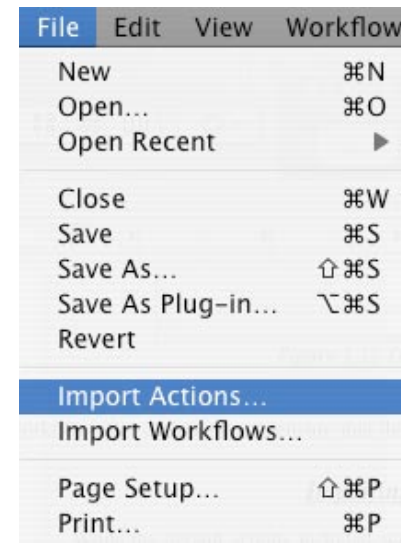 File Edit View Workflow
New ⌘N
Open... ⌘O
Open Recent ▶
Close ⌘W
Save ⌘S
Save As... ⇧⌘S
Save As Plug-in... ⌥⌘S
Revert
Import Actions...
Import Workflows...
Page Setup... ⇧⌘P
Print... ⌘P